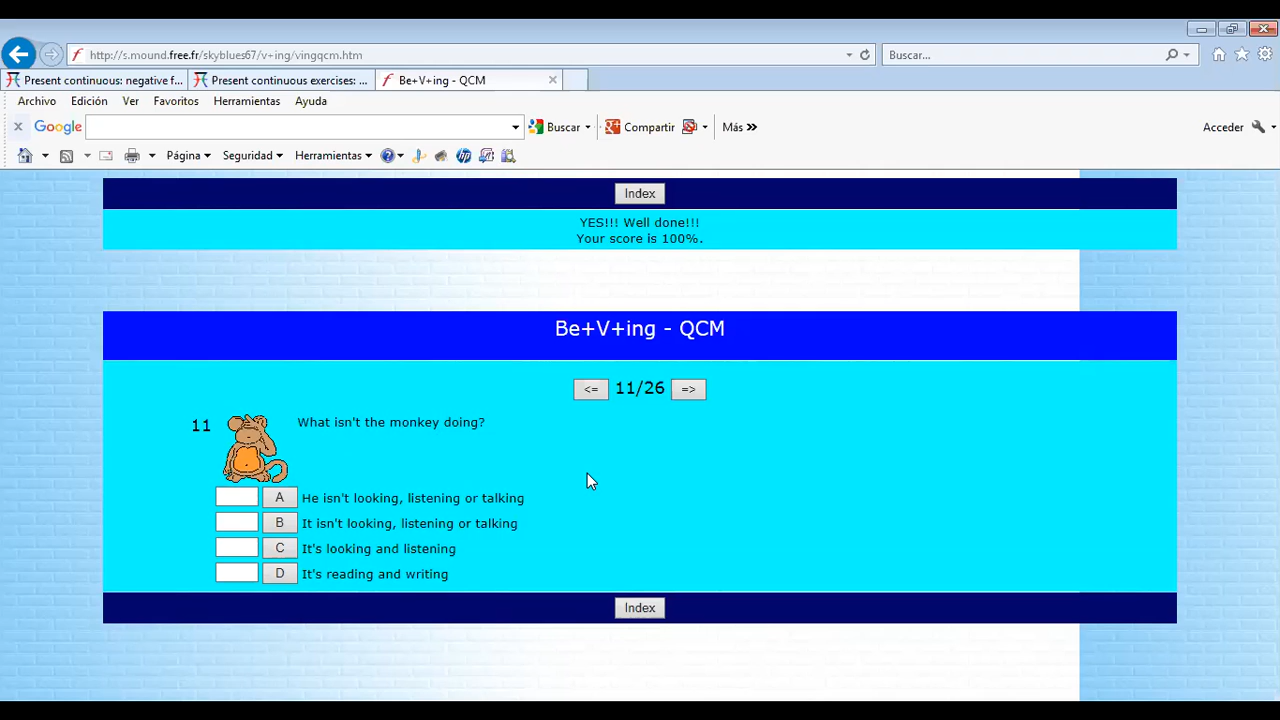 http://s.mound.free.fr/skyblues67/v+ing/vingqcm.htm
Buscar...
Present continuous: negative f...
Present continuous exercises: ...
Be+V+ing - QCM
Archivo Edición Ver Favoritos Herramientas Ayuda
Google Buscar Compartir Más » Acceder
Página Seguridad Herramientas
Index
YES!!! Well done!!!
Your score is 100%.
Be+V+ing - QCM
<= 11/26 =>
11 What isn't the monkey doing?
A He isn't looking, listening or talking
B It isn't looking, listening or talking
C It's looking and listening
D It's reading and writing
Index